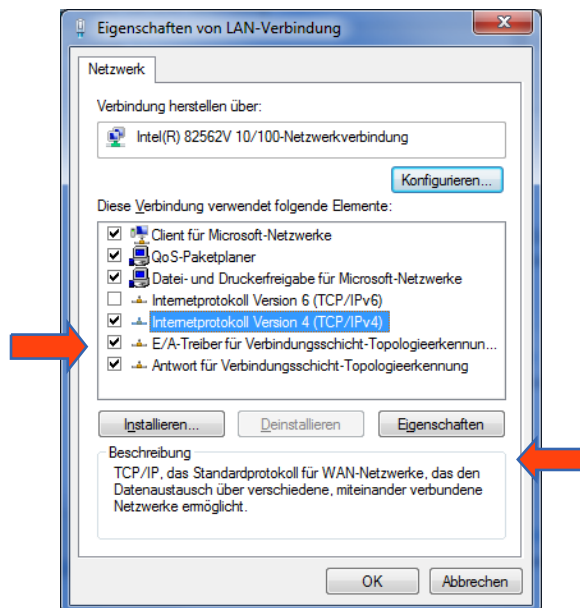 Eigenschaften von LAN-Verbindung
Netzwerk
Verbindung herstellen über:
Intel(R) 82562V 10/100-Netzwerkverbindung
Konfigurieren...
Diese Verbindung verwendet folgende Elemente:
Client für Microsoft-Netzwerke
QoS-Paketplaner
Datei- und Druckerfreigabe für Microsoft-Netzwerke
Internetprotokoll Version 6 (TCP/IPv6)
Internetprotokoll Version 4 (TCP/IPv4)
E/A-Treiber für Verbindungsschicht-Topologieerkennun...
Antwort für Verbindungsschicht-Topologieerkennung
Installieren... Deinstallieren Eigenschaften
Beschreibung
TCP/IP, das Standardprotokoll für WAN-Netzwerke, das den
Datenaustausch über verschiedene, miteinander verbundene
Netzwerke ermöglicht.
OK Abbrechen